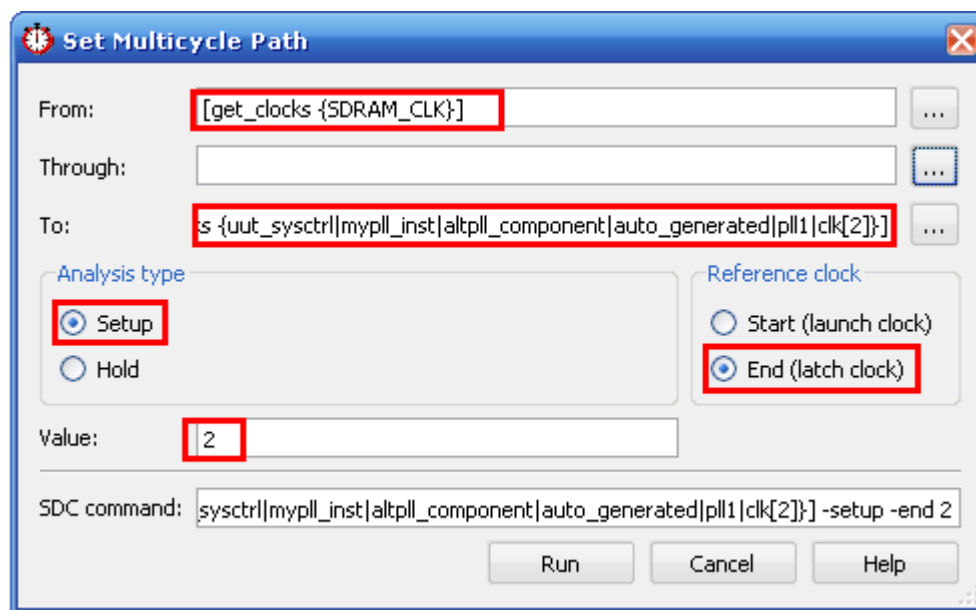 Set Multicycle Path
From: [get_clocks {SDRAM_CLK}] ...
Through: ...
To: s {uut_sysctrl|mypll_inst|altpll_component|auto_generated|pll1|clk[2]}] ...
Analysis type
Setup
Hold
Reference clock
Start (launch clock)
End (latch clock)
Value: 2
SDC command: sysctrl|mypll_inst|altpll_component|auto_generated|pll1|clk[2]}] -setup -end 2
Run Cancel Help